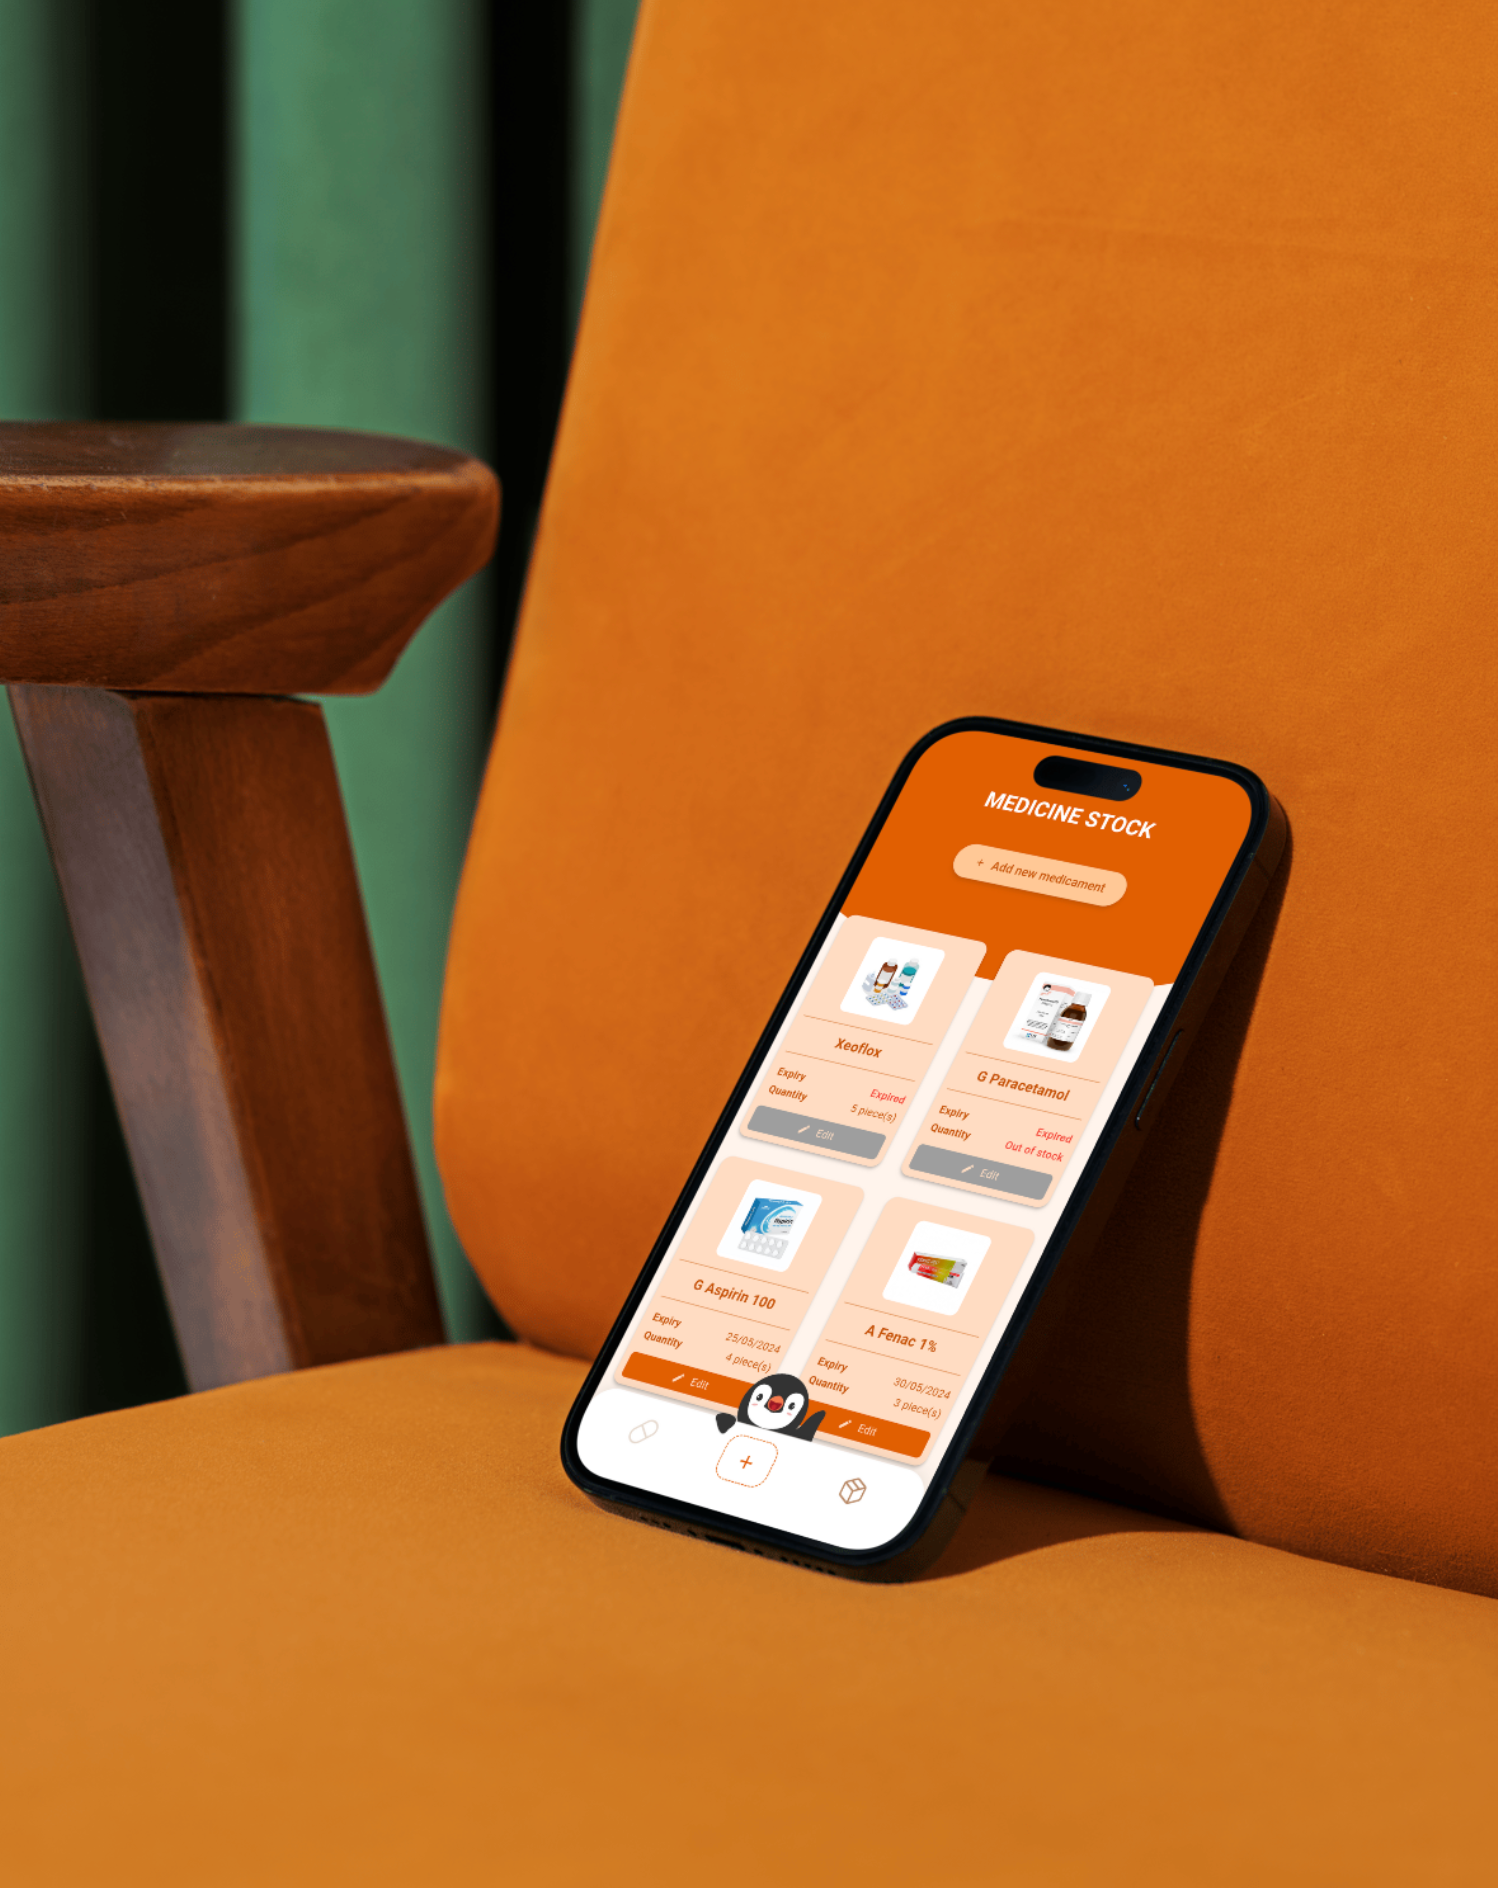 MEDICINE STOCK
+ Add new medicament
Xeoflox
Expiry Expired
Quantity 5 piece(s)
Edit
G Paracetamol
Expiry Expired
Quantity Out of stock
Edit
G Aspirin 100
Expiry 25/05/2024
Quantity 4 piece(s)
Edit
A Fenac 1%
Expiry 30/05/2024
Quantity 3 piece(s)
Edit
+